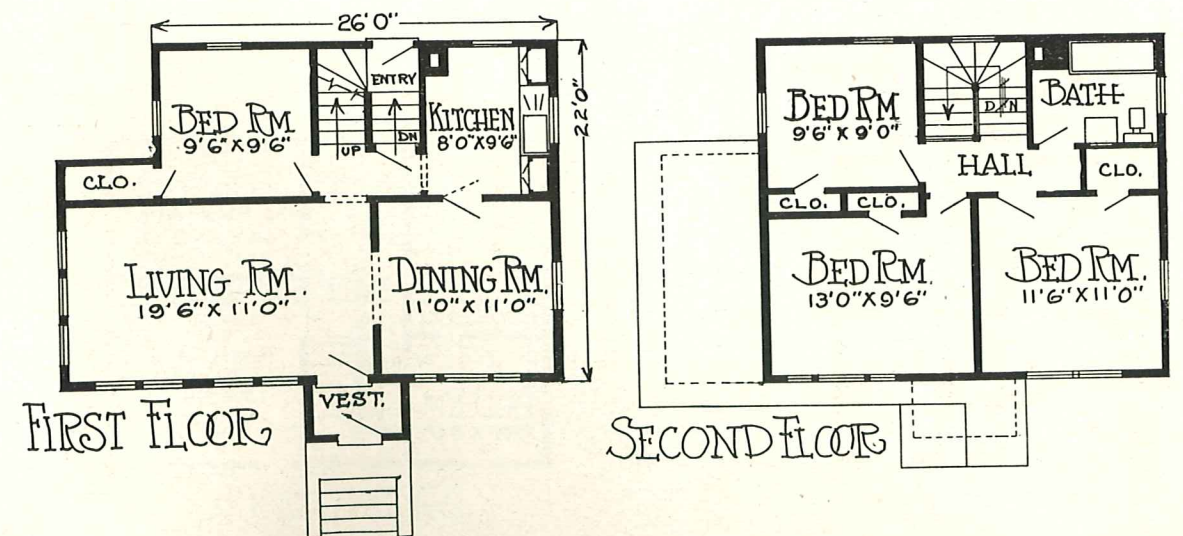 26'0"
ENTRY
BED RM
9'6" X 9'6"
UP
DN
KITCHEN
8'0" X 9'6"
22'0"
CLO.
LIVING RM.
19'6" X 11'0"
DINING RM.
11'0" X 11'0"
VEST.
FIRST FLOOR
BED RM
9'6" X 9'0"
DN
BATH
HALL
CLO.
CLO.
CLO.
BED RM.
13'0" X 9'6"
BED RM.
11'6" X 11'0"
SECOND FLOOR